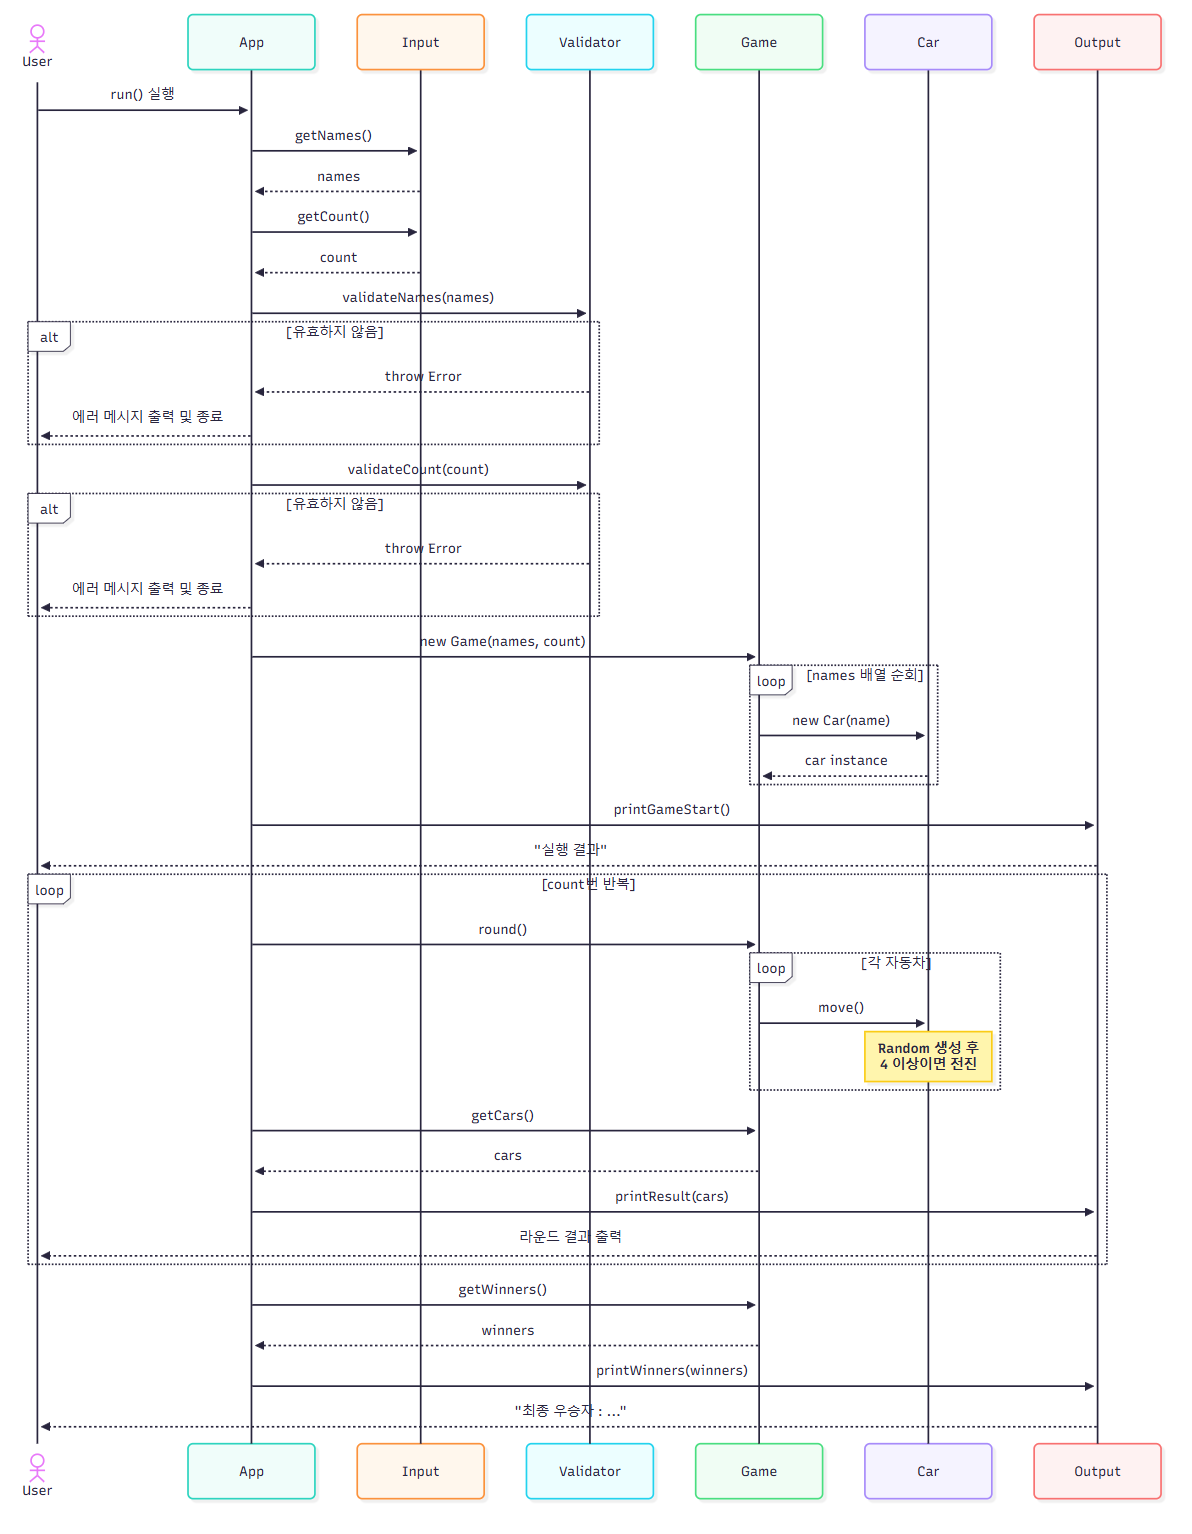 User
App
Input
Validator
Game
Car
Output
run() 실행
getNames()
names
getCount()
count
validateNames(names)
alt
[유효하지 않음]
throw Error
에러 메시지 출력 및 종료
validateCount(count)
alt
[유효하지 않음]
throw Error
에러 메시지 출력 및 종료
new Game(names, count)
loop
[names 배열 순회]
new Car(name)
car instance
printGameStart()
"실행 결과"
loop
[count번 반복]
round()
loop
[각 자동차]
move()
Random 생성 후
4 이상이면 전진
getCars()
cars
printResult(cars)
라운드 결과 출력
getWinners()
winners
printWinners(winners)
"최종 우승자 : ..."
User
App
Input
Validator
Game
Car
Output